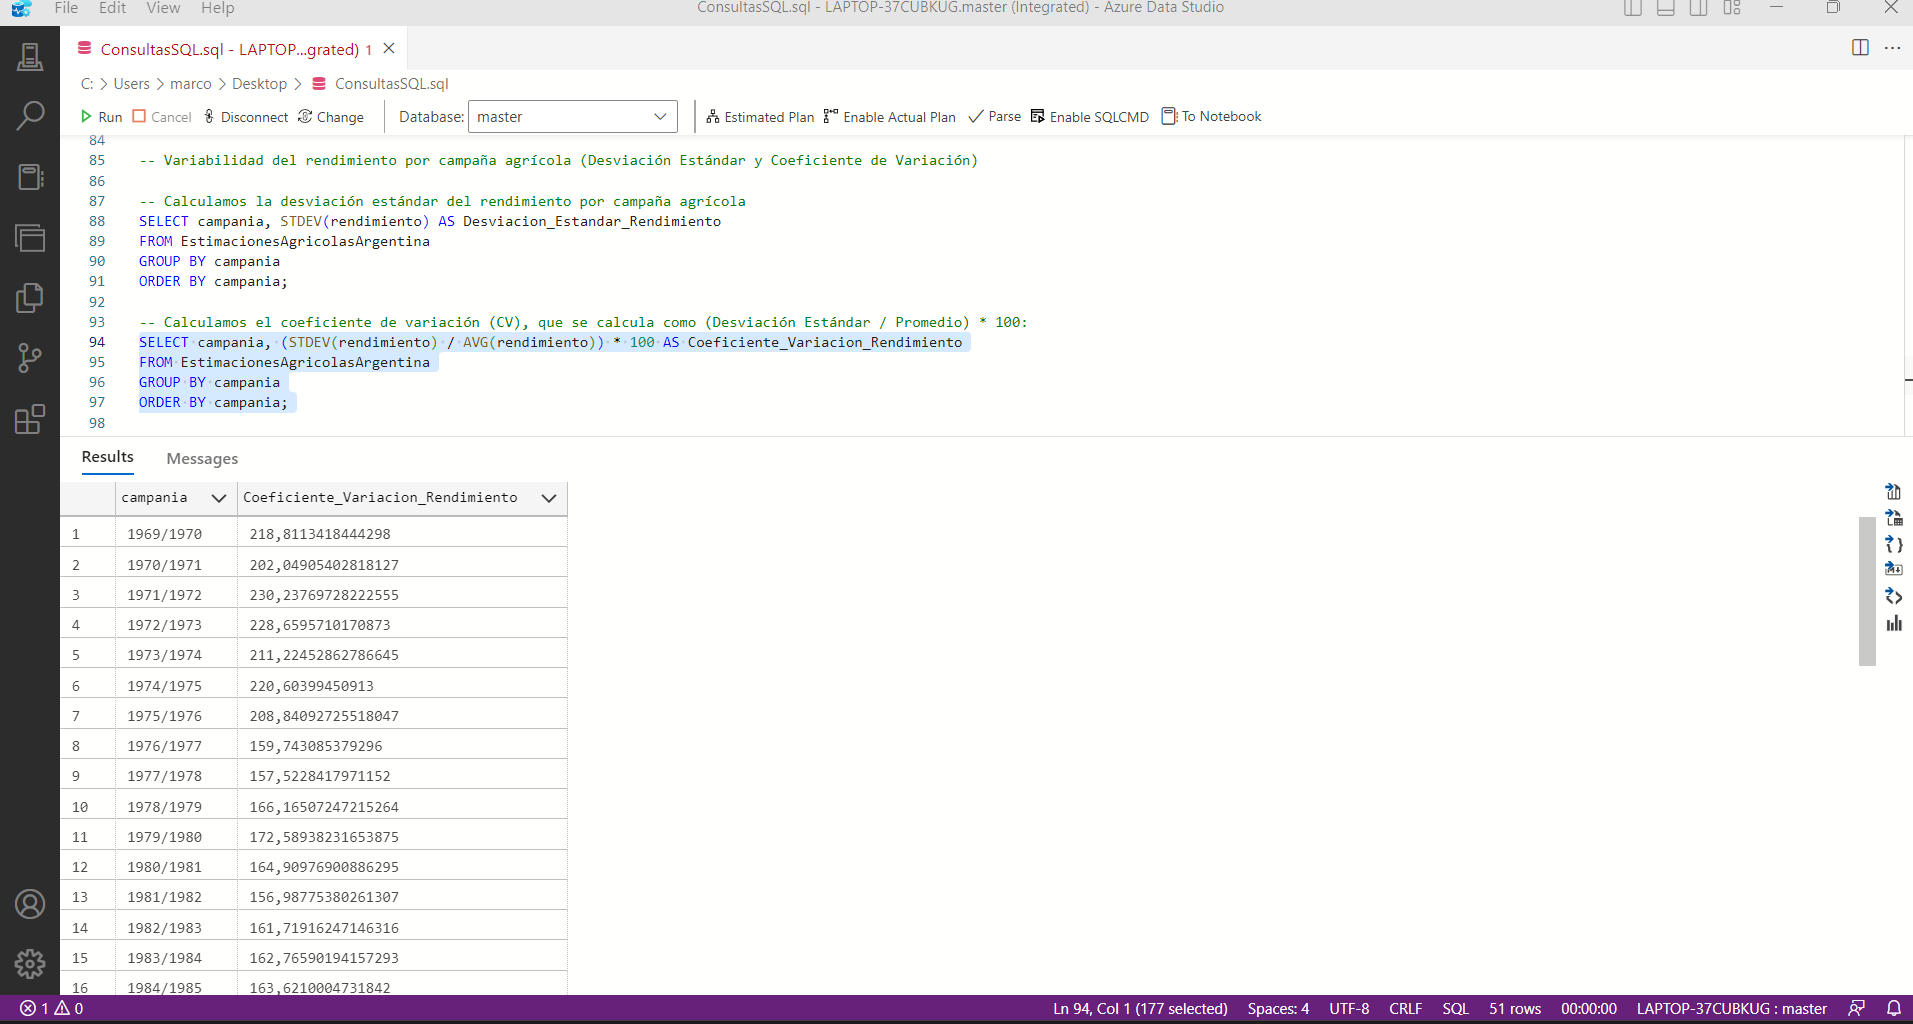 File Edit View Help ConsultasSQL.sql - LAPTOP-37CUBKUG.master (Integrated) - Azure Data Studio
ConsultasSQL.sql - LAPTOP...grated) 1
C: > Users > marco > Desktop > ConsultasSQL.sql
Run Cancel Disconnect Change Database: master Estimated Plan Enable Actual Plan Parse Enable SQLCMD To Notebook
84
85 -- Variabilidad del rendimiento por campaña agrícola (Desviación Estándar y Coeficiente de Variación)
86
87 -- Calculamos la desviación estándar del rendimiento por campaña agrícola
88 SELECT campania, STDEV(rendimiento) AS Desviacion_Estandar_Rendimiento
89 FROM EstimacionesAgricolasArgentina
90 GROUP BY campania
91 ORDER BY campania;
92
93 -- Calculamos el coeficiente de variación (CV), que se calcula como (Desviación Estándar / Promedio) * 100:
94 SELECT campania, (STDEV(rendimiento) / AVG(rendimiento)) * 100 AS Coeficiente_Variacion_Rendimiento
95 FROM EstimacionesAgricolasArgentina
96 GROUP BY campania
97 ORDER BY campania;
98
Results Messages
campania Coeficiente_Variacion_Rendimiento
1 1969/1970 218,8113418444298
2 1970/1971 202,04905402818127
3 1971/1972 230,23769728222555
4 1972/1973 228,6595710170873
5 1973/1974 211,22452862786645
6 1974/1975 220,60399450913
7 1975/1976 208,84092725518047
8 1976/1977 159,743085379296
9 1977/1978 157,5228417971152
10 1978/1979 166,16507247215264
11 1979/1980 172,58938231653875
12 1980/1981 164,90976900886295
13 1981/1982 156,98775380261307
14 1982/1983 161,71916247146316
15 1983/1984 162,76590194157293
16 1984/1985 163,6210004731842
1 0 Ln 94, Col 1 (177 selected) Spaces: 4 UTF-8 CRLF SQL 51 rows 00:00:00 LAPTOP-37CUBKUG : master